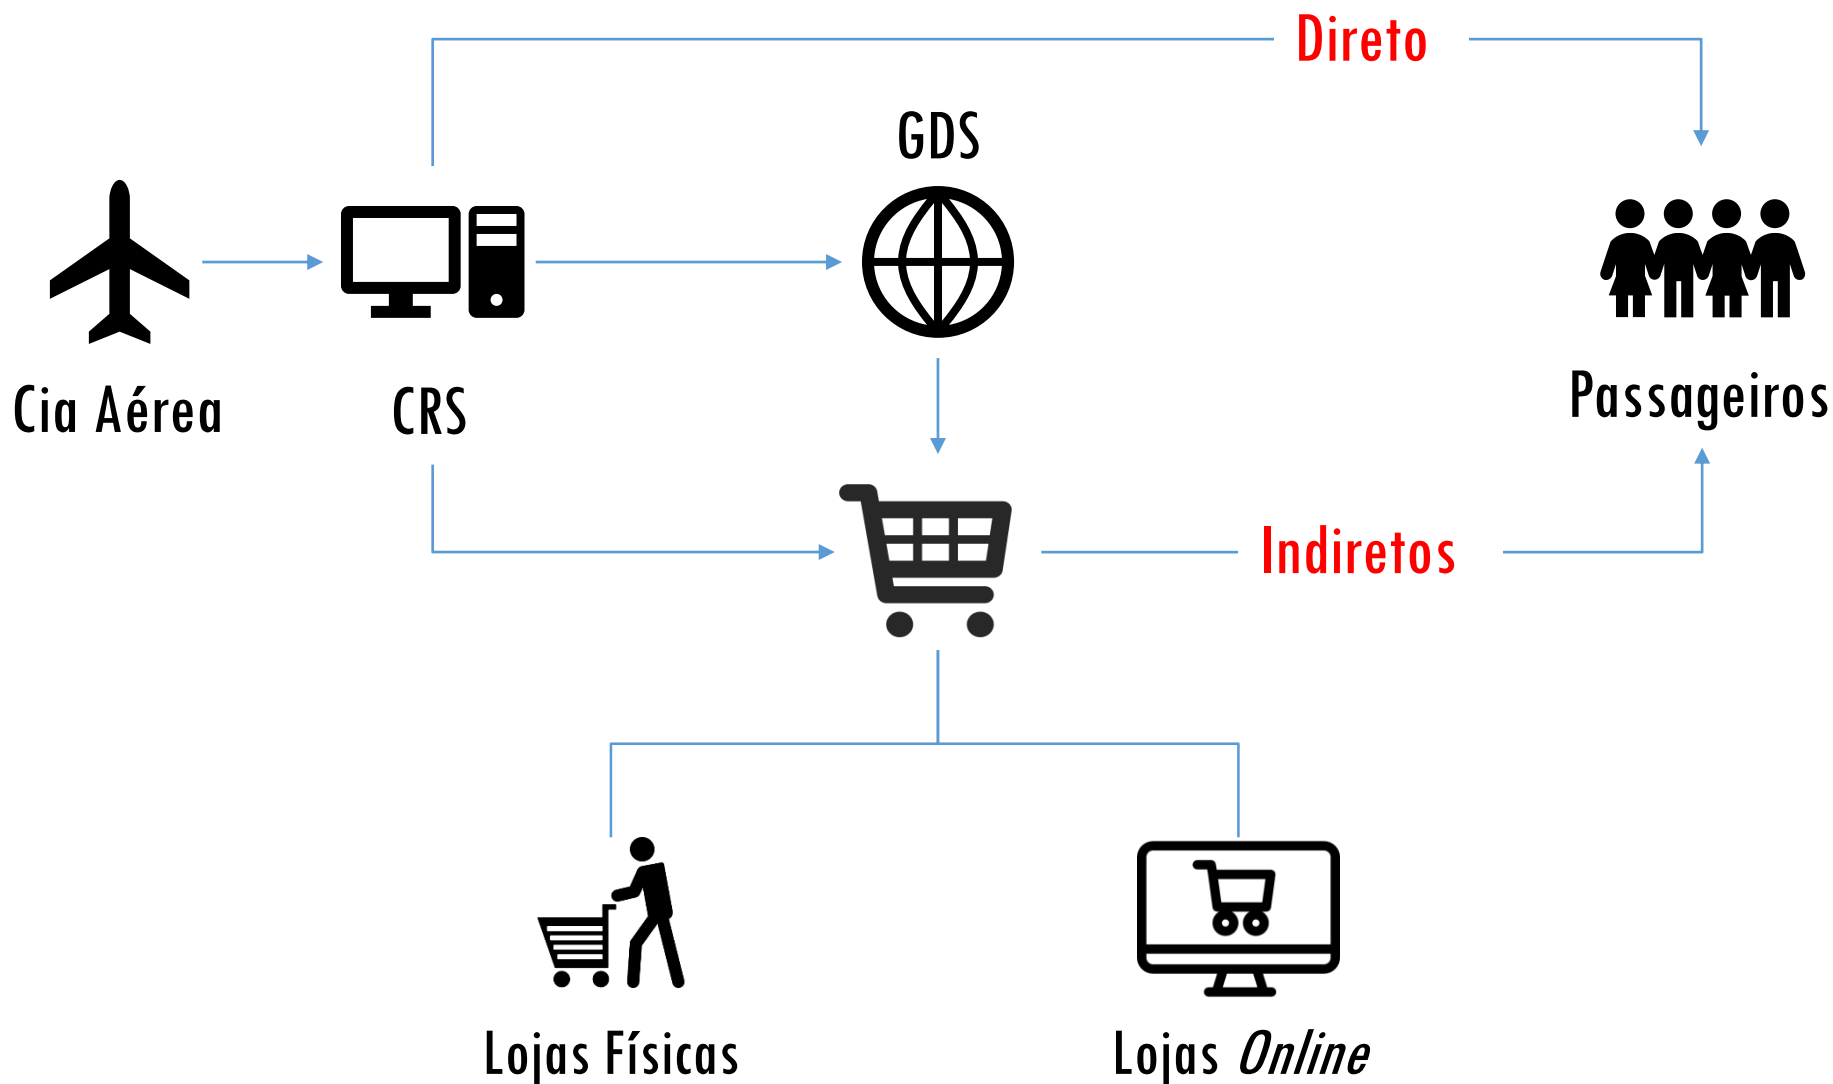 Direto
GDS
Cia Aérea
CRS
Passageiros
Indiretos
Lojas Físicas
Lojas Online